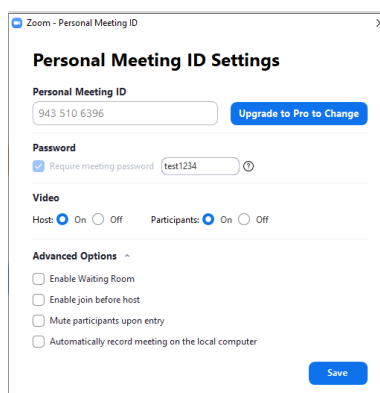 Zoom - Personal Meeting ID
Personal Meeting ID Settings
Personal Meeting ID
943 510 6396 Upgrade to Pro to Change
Password
Require meeting password test1234 ?
Video
Host: On Off Participants: On Off
Advanced Options ^
Enable Waiting Room
Enable join before host
Mute participants upon entry
Automatically record meeting on the local computer
Save